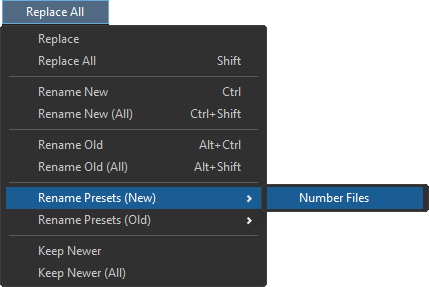 Replace All
Replace
Replace All Shift
Rename New Ctrl
Rename New (All) Ctrl+Shift
Rename Old Alt+Ctrl
Rename Old (All) Alt+Shift
Rename Presets (New) Number Files
Rename Presets (Old)
Keep Newer
Keep Newer (All)